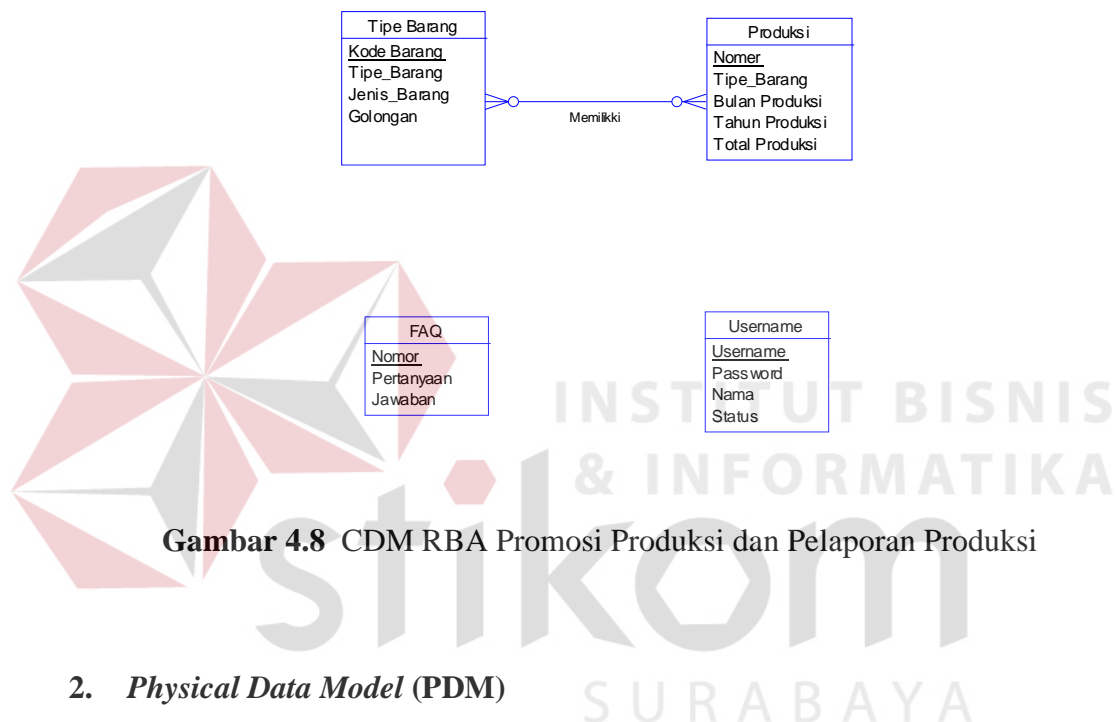 Tipe Barang
Kode Barang
Tipe_Barang
Jenis_Barang
Golongan
Memilikki
Produksi
Nomer
Tipe_Barang
Bulan Produksi
Tahun Produksi
Total Produksi
FAQ
Nomor
Pertanyaan
Jawaban
Username
Username
Password
Nama
Status
INSTITUT BISNIS
& INFORMATIKA
stikom
SURABAYA
Gambar 4.8 CDM RBA Promosi Produksi dan Pelaporan Produksi
2. Physical Data Model (PDM)